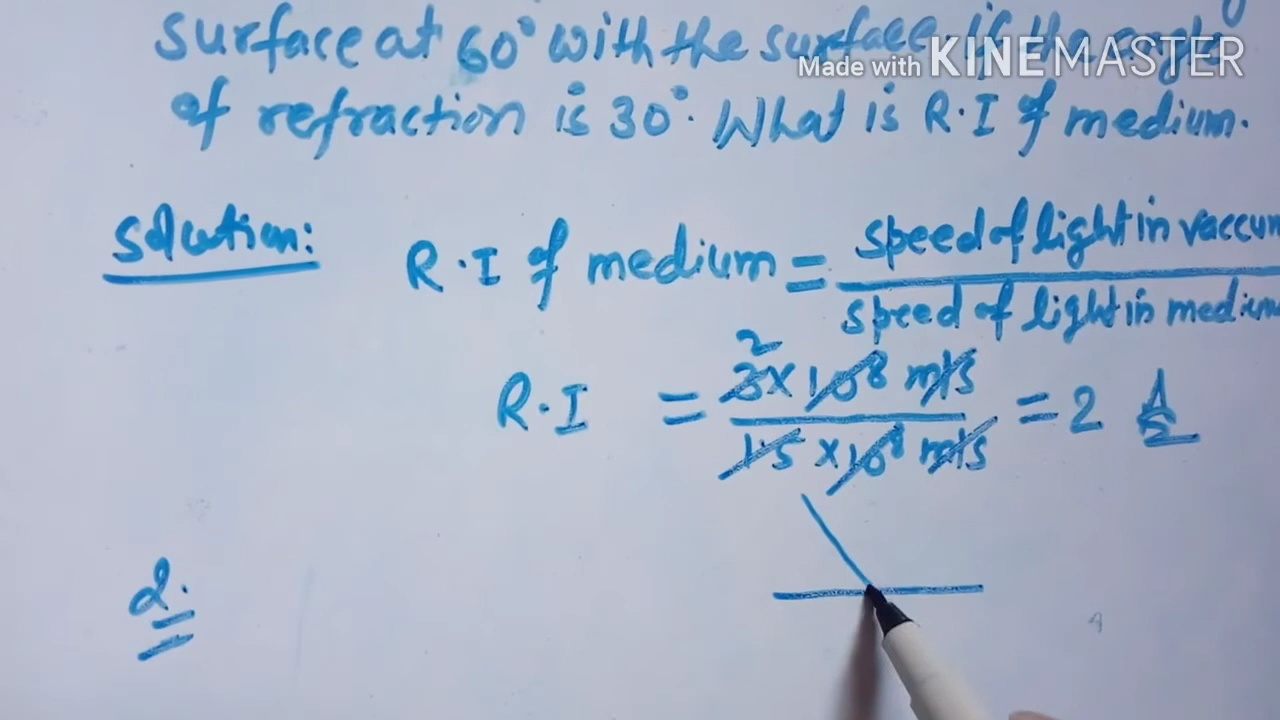 surface at 60° with the surface. If the angle
Made with KINEMASTER
of refraction is 30°. What is R.I of medium.
Solution:
R.I of medium = speed of light in vaccum
speed of light in medium
2
R.I = 3×10⁸ m/s = 2
1.5 ×10⁸ m/s
2.